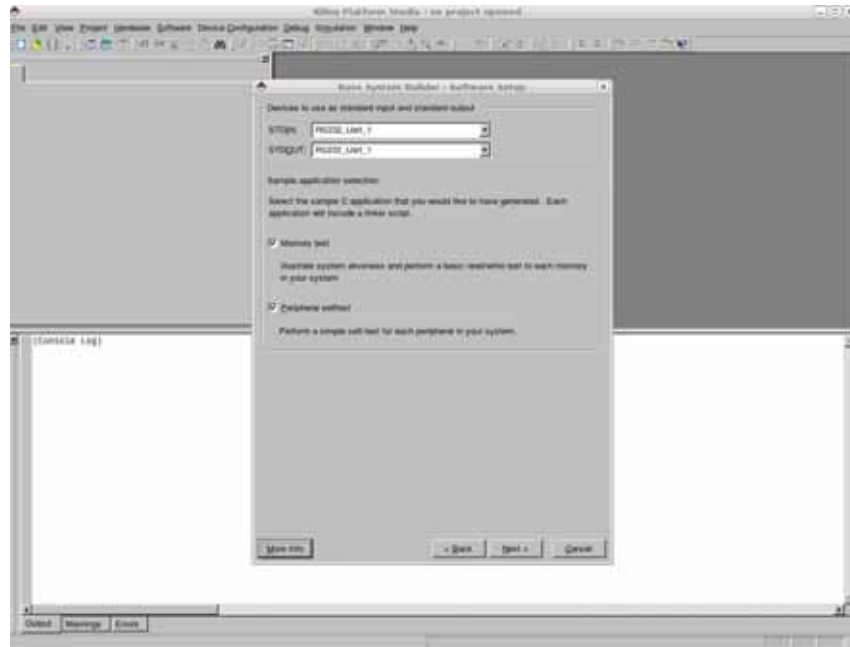 Xilinx Platform Studio - no project opened
File Edit View Project Hardware Software Device Configuration Debug Simulation Window Help
Base System Builder - Software Setup
Devices to use as standard input and standard output
STDIN: RS232_Uart_1
STDOUT: RS232_Uart_1
Sample application selection
Select the sample C application that you would like to have generated. Each
application will include a linker script.
Memory test
Illustrate system aliveness and perform a basic read/write test to each memory
in your system
Peripheral selftest
Perform a simple self-test for each peripheral in your system.
(Console Log)
More Info
< Back
Next >
Cancel
Output Warnings Errors